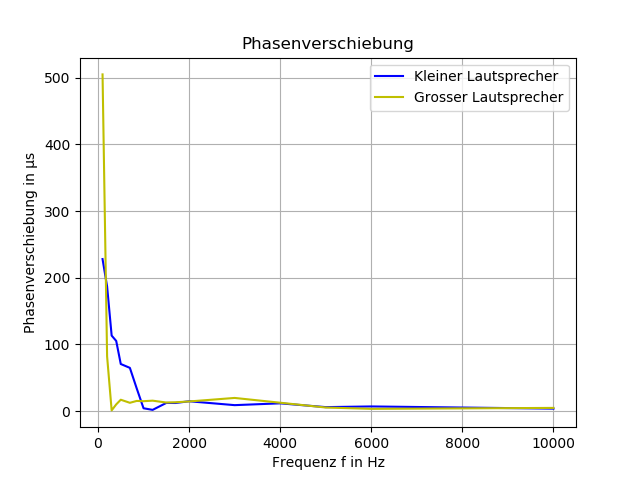 Phasenverschiebung
Kleiner Lautsprecher
Grosser Lautsprecher
500
400
300
200
100
0
Phasenverschiebung in µs
0 2000 4000 6000 8000 10000
Frequenz f in Hz